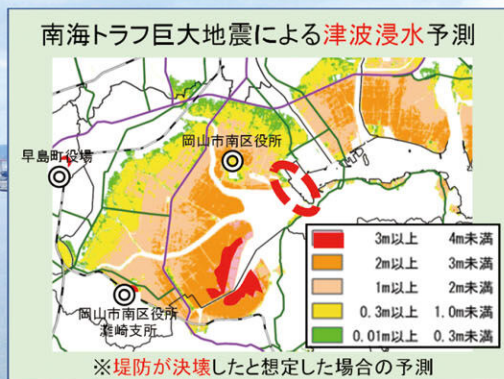 南海トラフ巨大地震による津波浸水予測
早島町役場
岡山市南区役所
岡山市南区役所
灘崎支所
3m以上 4m未満
2m以上 3m未満
1m以上 2m未満
0.3m以上 1.0m未満
0.01m以上 0.3m未満
※堤防が決壊したと想定した場合の予測